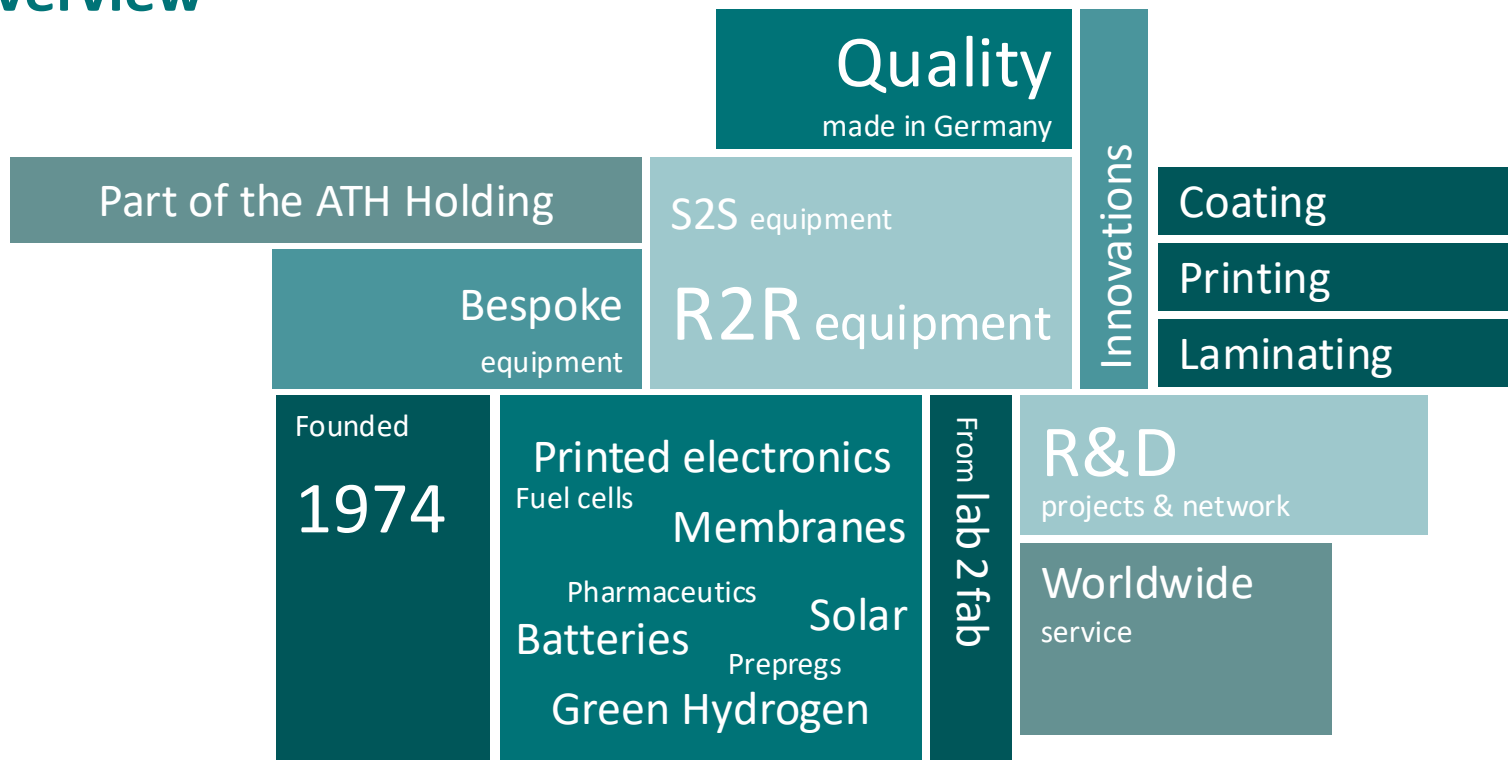 verview
Quality
made in Germany
Innovations
Part of the ATH Holding
S2S equipment
R2R equipment
Coating
Printing
Laminating
Bespoke
equipment
Founded
1974
Printed electronics
Fuel cells
Membranes
Pharmaceutics
Solar
Batteries
Prepregs
Green Hydrogen
From lab 2 fab
R&D
projects & network
Worldwide
service